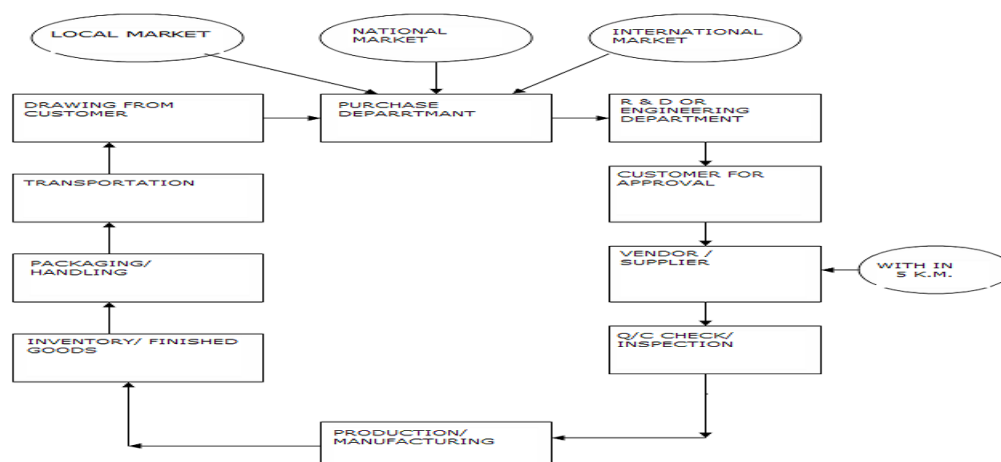 LOCAL MARKET
NATIONAL
MARKET
INTERNATIONAL
MARKET
DRAWING FROM
CUSTOMER
PURCHASE
DEPARRTMANT
R & D OR
ENGINEERING
DEPARTMENT
TRANSPORTATION
CUSTOMER FOR
APPROVAL
PACKAGING/
HANDLING
VENDOR /
SUPPLIER
WITH IN
5 K.M.
INVENTORY/ FINISHED
GOODS
Q/C CHECK/
INSPECTION
PRODUCTION/
MANUFACTURING